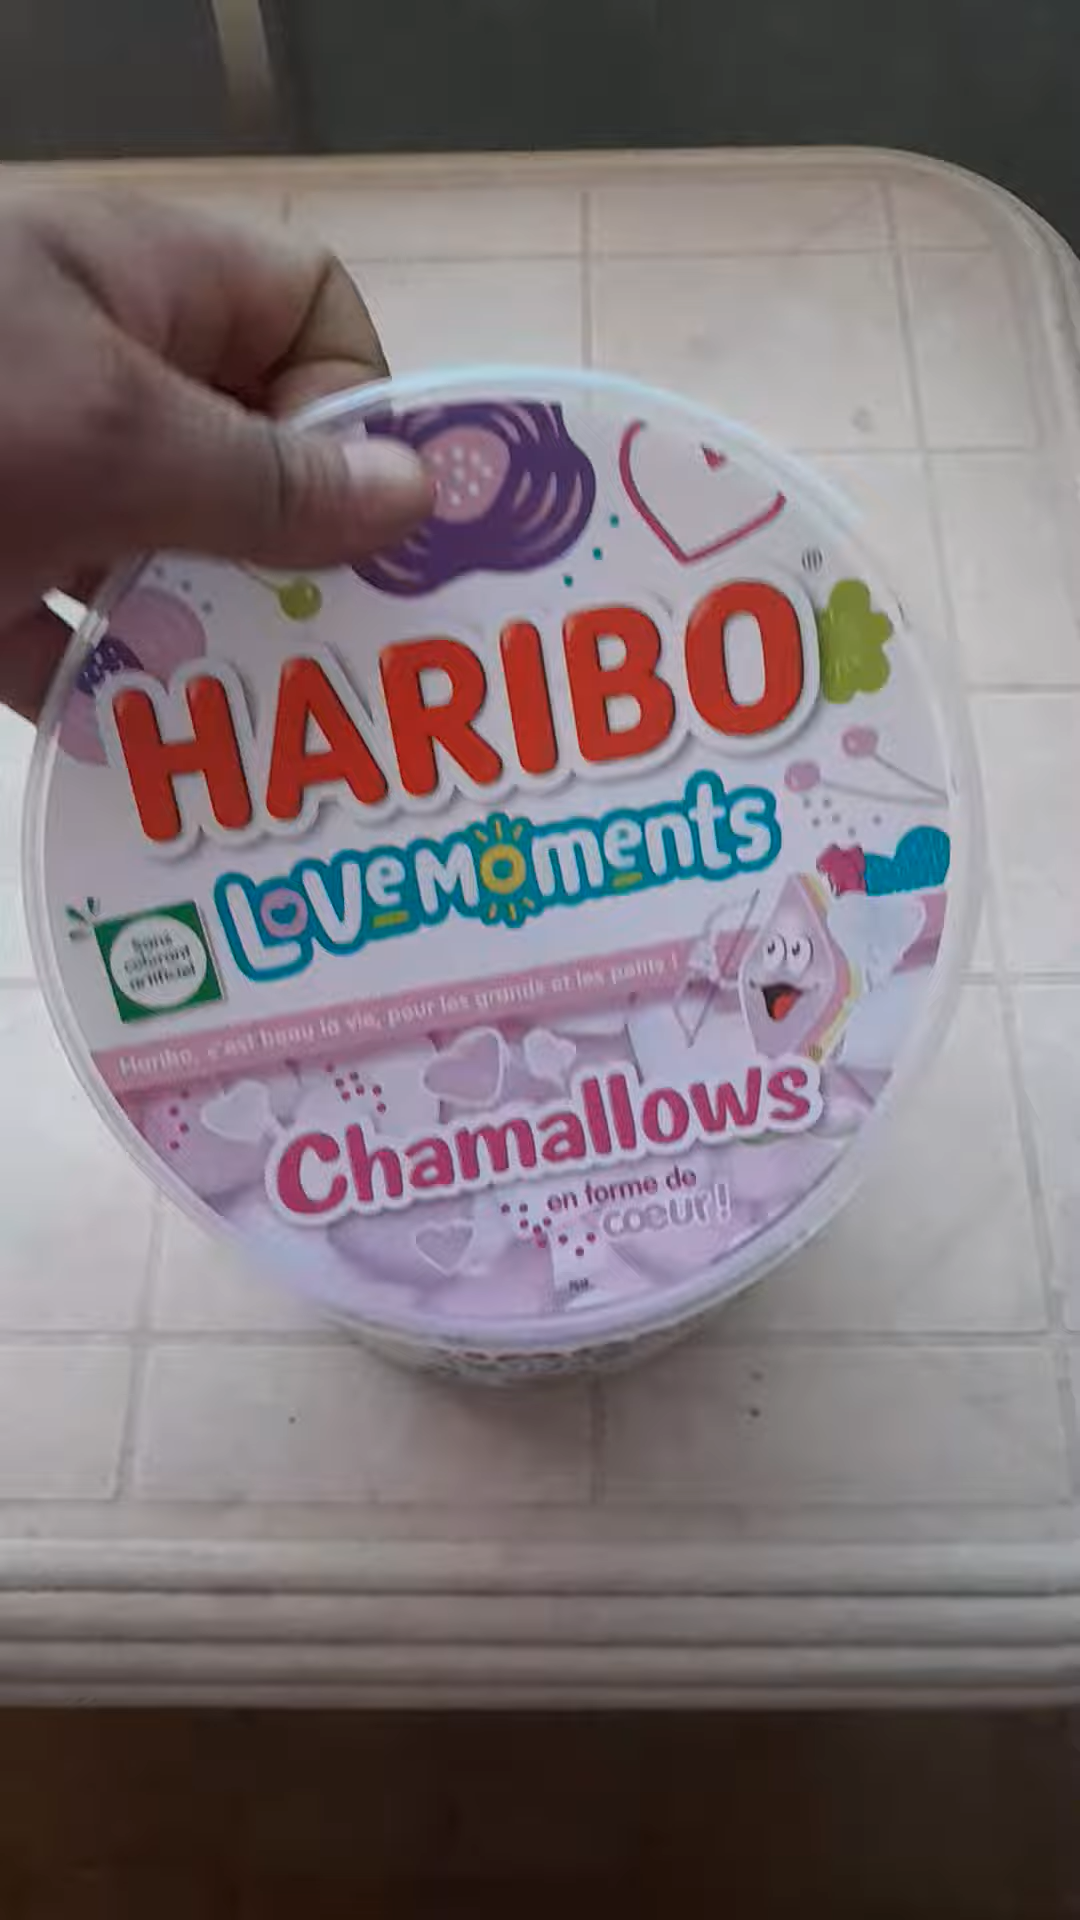 HARIBO
LoVeMoments
Sans
colorant
artificiel
Haribo, c'est beau la vie, pour les grands et les petits !
Chamallows
en forme de
coeur!